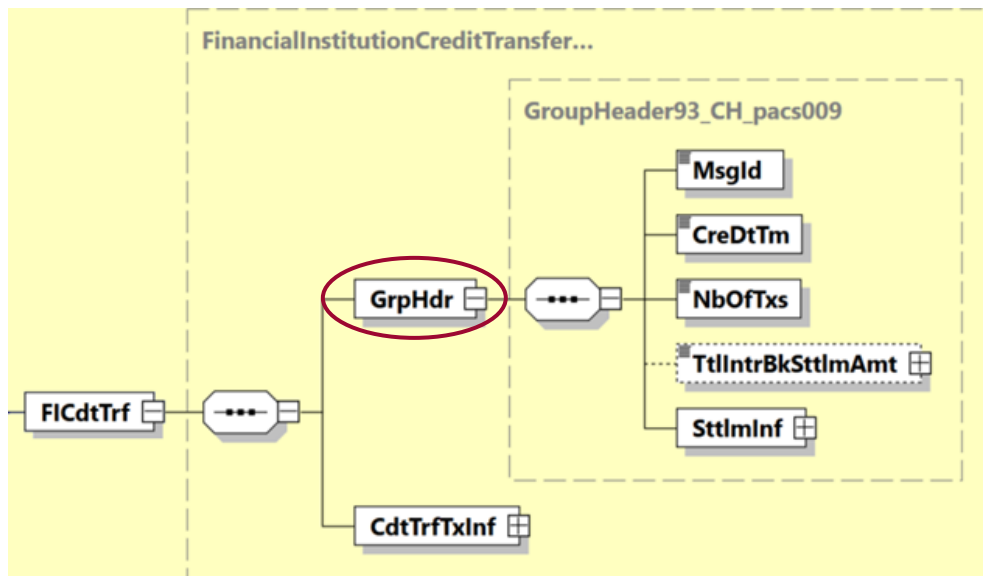 FinancialInstitutionCreditTransfer...
GroupHeader93_CH_pacs009
MsgId
CreDtTm
GrpHdr
NbOfTxs
TtlIntrBkSttlmAmt
FICdtTrf
SttlmInf
CdtTrfTxInf